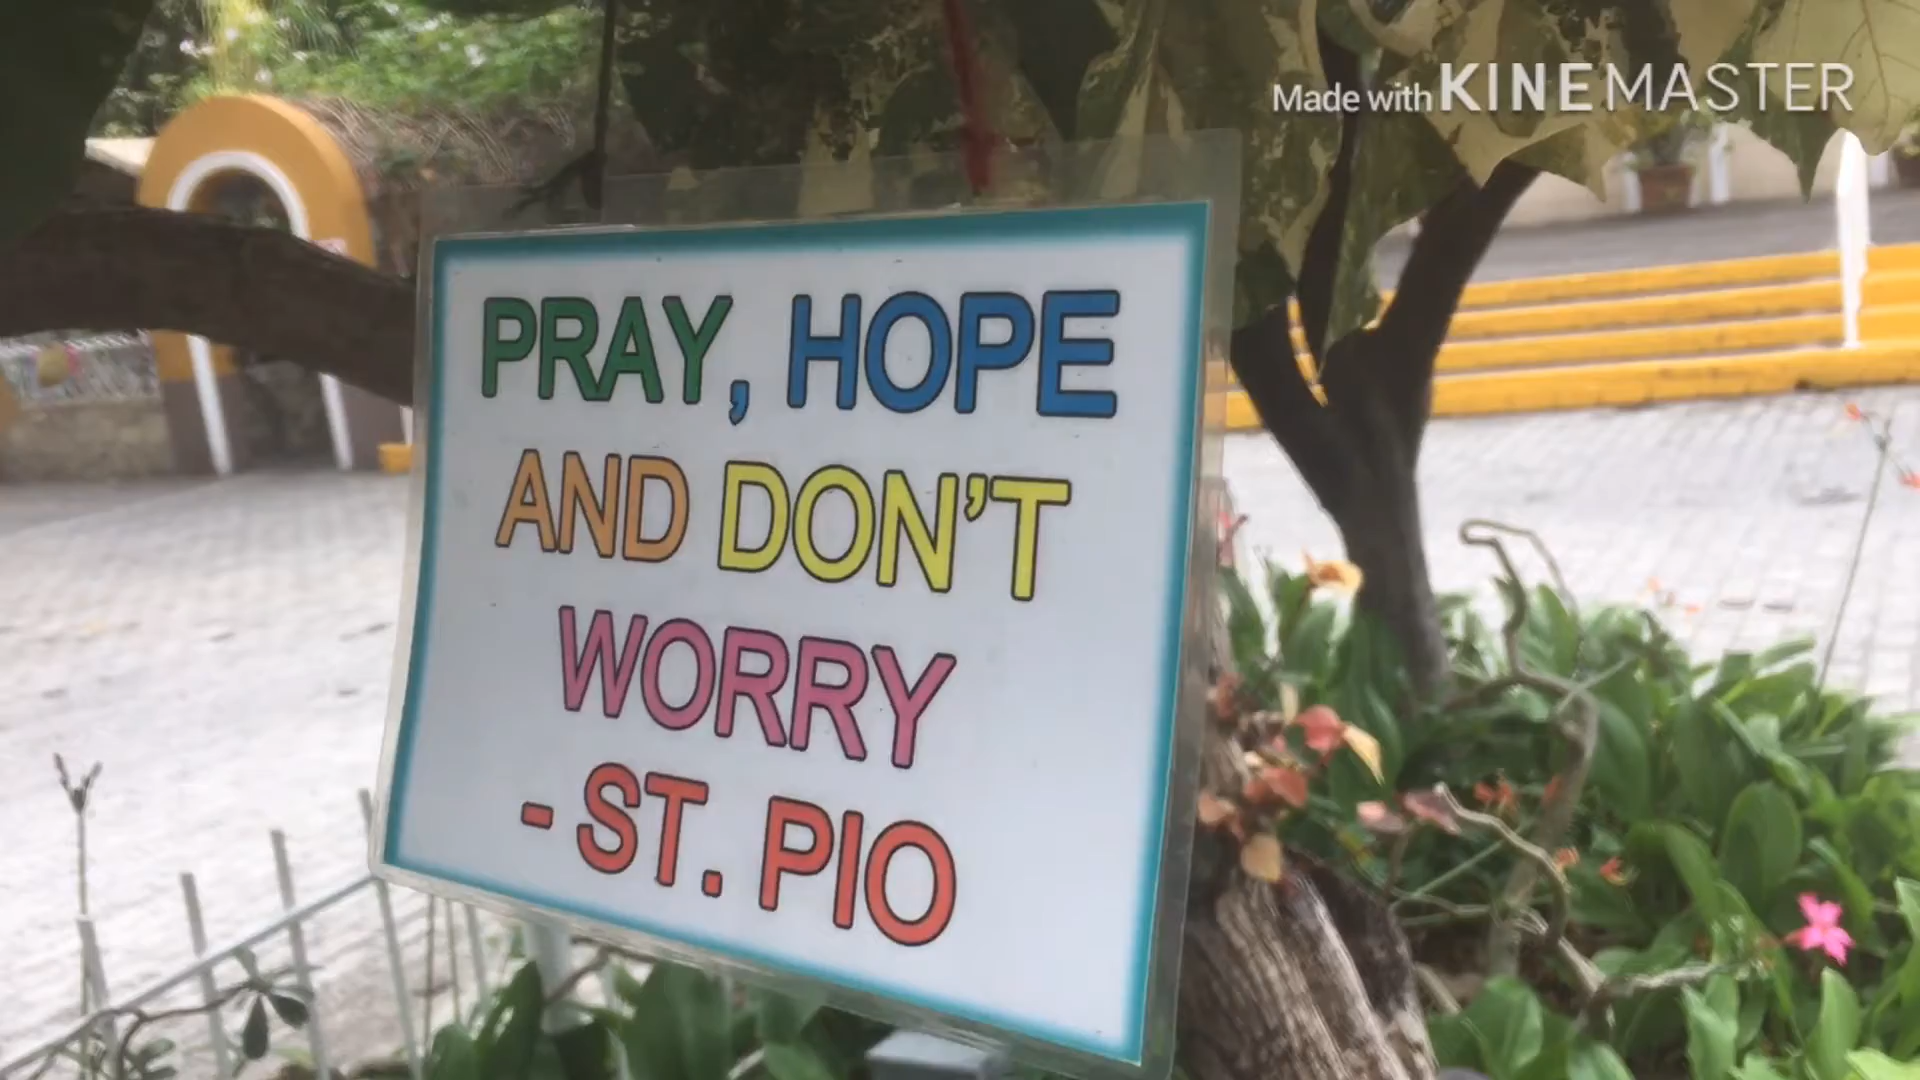 Made with KINEMASTER
PRAY, HOPE
AND DON'T
WORRY
- ST. PIO